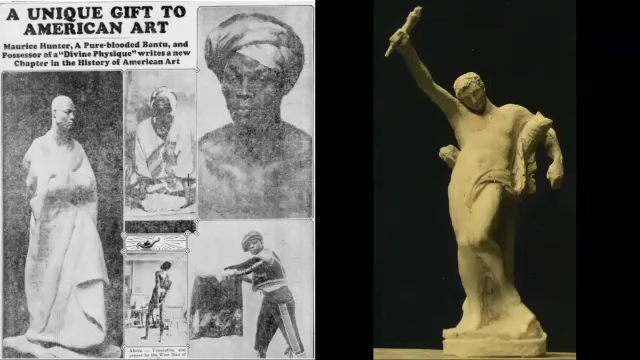 A UNIQUE GIFT TO
AMERICAN ART
Maurice Hunter, A Pure-blooded Bantu, and
Possessor of a "Divine Physique" writes a new
Chapter in the History of American Art